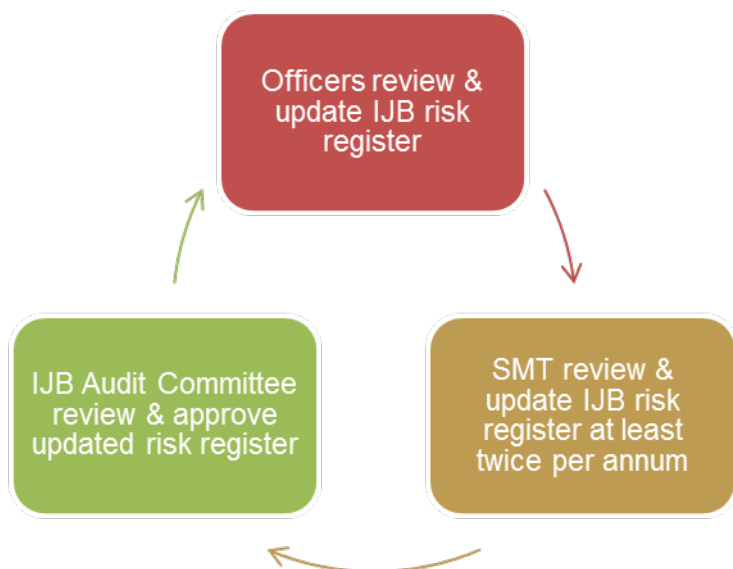 Officers review &
update IJB risk
register
SMT review &
update IJB risk
register at least
twice per annum
IJB Audit Committee
review & approve
updated risk register